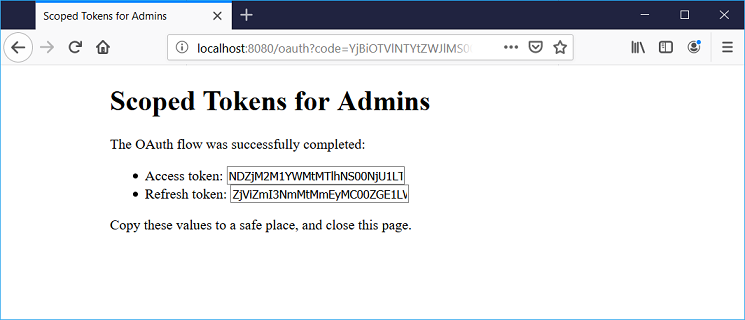 Scoped Tokens for Admins
localhost:8080/oauth?code=YjBiOTVlNTYtZWJlMS0
Scoped Tokens for Admins
The OAuth flow was successfully completed:
Access token: NDZjM2M1YWMtMTlhNS00NjU1LT
Refresh token: ZjViZmI3NmMtMmEyMC00ZGE1LW
Copy these values to a safe place, and close this page.